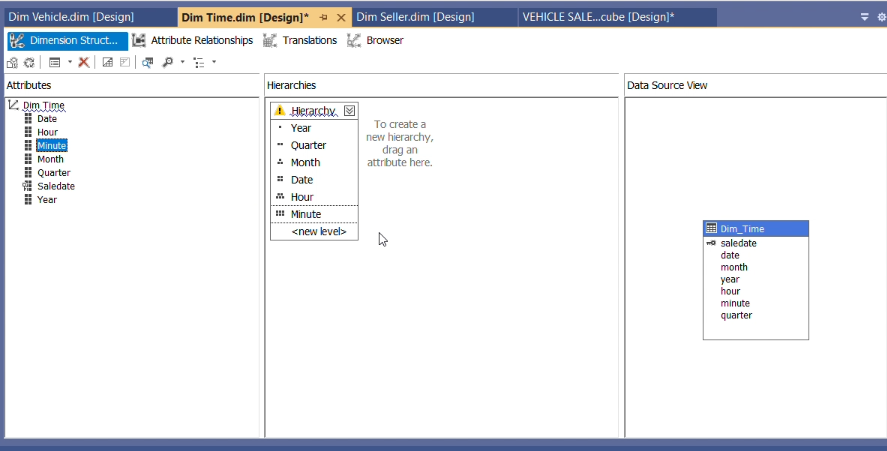 Dim Vehicle.dim [Design]
Dim Time.dim [Design]*
Dim Seller.dim [Design]
VEHICLE SALE...cube [Design]*
Dimension Struct...
Attribute Relationships
Translations
Browser
Attributes
Dim Time
Date
Hour
Minute
Month
Quarter
Saledate
Year
Hierarchies
Hierarchy
Year
Quarter
Month
Date
Hour
Minute
<new level>
To create a
new hierarchy,
drag an
attribute here.
Data Source View
Dim_Time
saledate
date
month
year
hour
minute
quarter